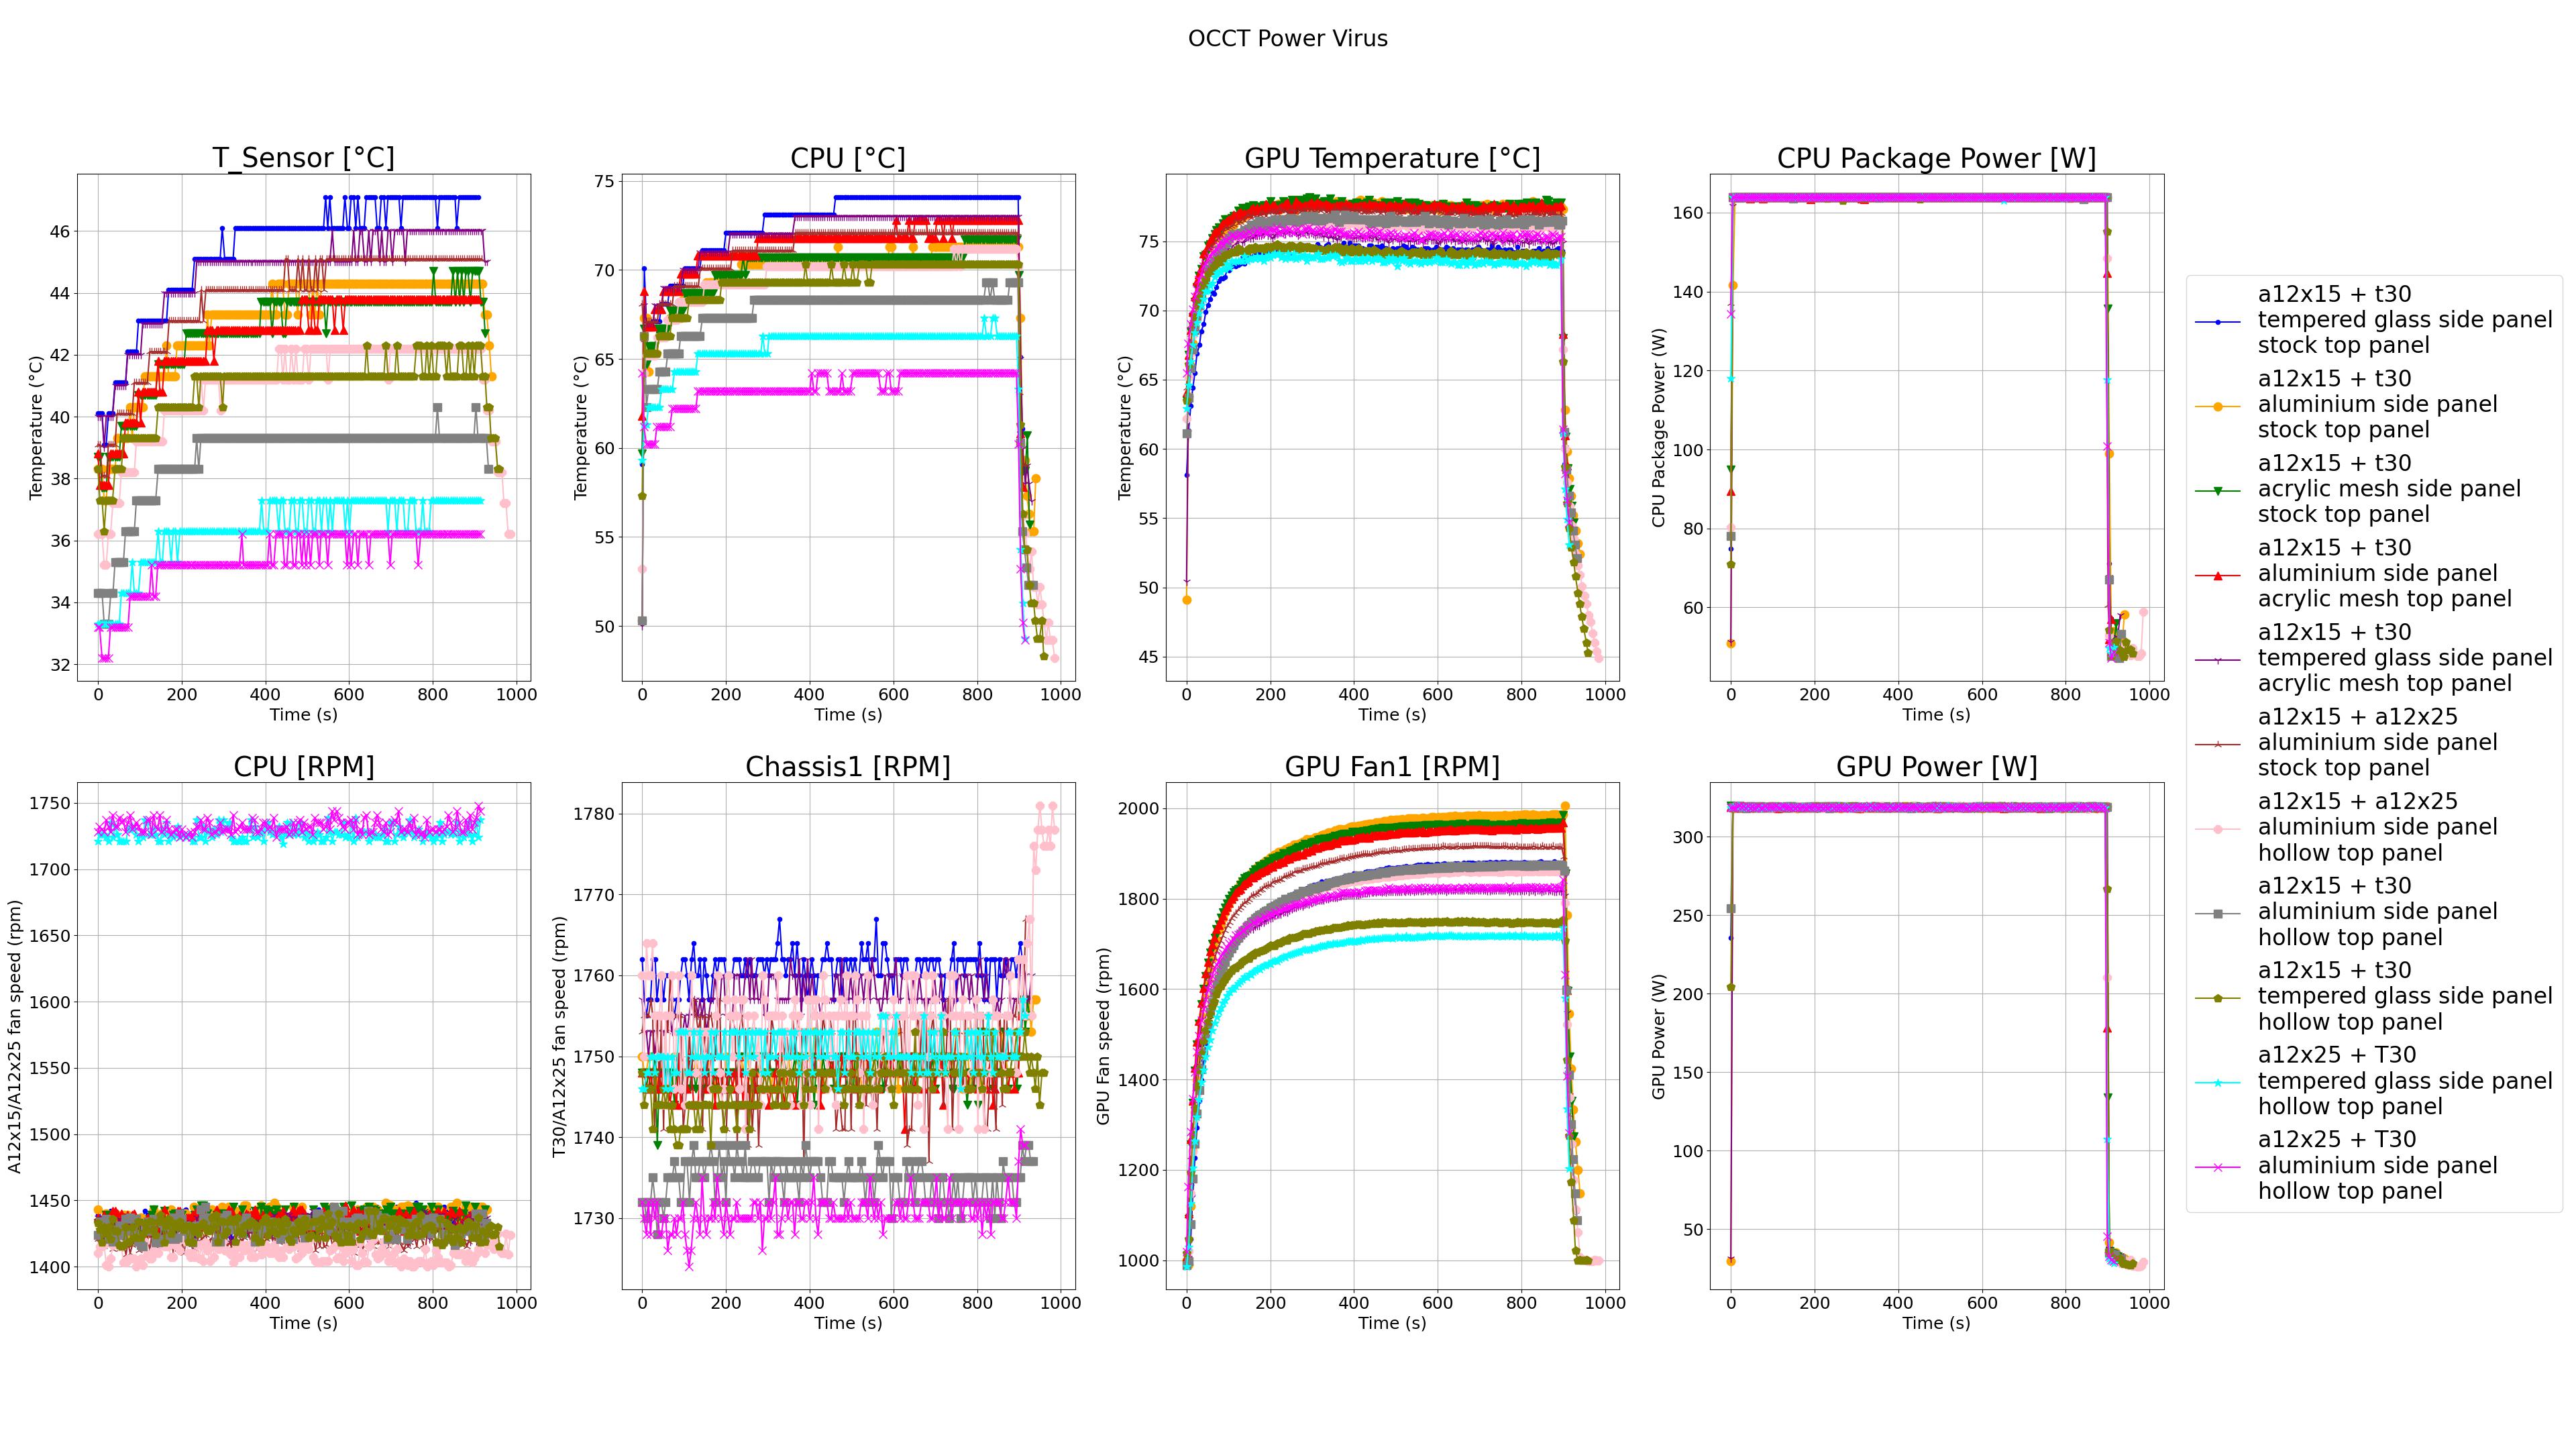 OCCT Power Virus
T_Sensor [°C]
46
44
42
40
38
36
34
32
Temperature (°C)
0 200 400 600 800 1000
Time (s)
CPU [°C]
75
70
65
60
55
50
Temperature (°C)
0 200 400 600 800 1000
Time (s)
GPU Temperature [°C]
75
70
65
60
55
50
45
Temperature (°C)
0 200 400 600 800 1000
Time (s)
CPU Package Power [W]
160
140
120
100
80
60
CPU Package Power (W)
0 200 400 600 800 1000
Time (s)
CPU [RPM]
1750
1700
1650
1600
1550
1500
1450
1400
A12x15/A12x25 fan speed (rpm)
0 200 400 600 800 1000
Time (s)
Chassis1 [RPM]
1780
1770
1760
1750
1740
1730
T30/A12x25 fan speed (rpm)
0 200 400 600 800 1000
Time (s)
GPU Fan1 [RPM]
2000
1800
1600
1400
1200
1000
GPU Fan speed (rpm)
0 200 400 600 800 1000
Time (s)
GPU Power [W]
300
250
200
150
100
50
GPU Power (W)
0 200 400 600 800 1000
Time (s)
a12x15 + t30
tempered glass side panel
stock top panel
a12x15 + t30
aluminium side panel
stock top panel
a12x15 + t30
acrylic mesh side panel
stock top panel
a12x15 + t30
aluminium side panel
acrylic mesh top panel
a12x15 + t30
tempered glass side panel
acrylic mesh top panel
a12x15 + a12x25
aluminium side panel
stock top panel
a12x15 + a12x25
aluminium side panel
hollow top panel
a12x15 + t30
aluminium side panel
hollow top panel
a12x15 + t30
tempered glass side panel
hollow top panel
a12x25 + T30
tempered glass side panel
hollow top panel
a12x25 + T30
aluminium side panel
hollow top panel